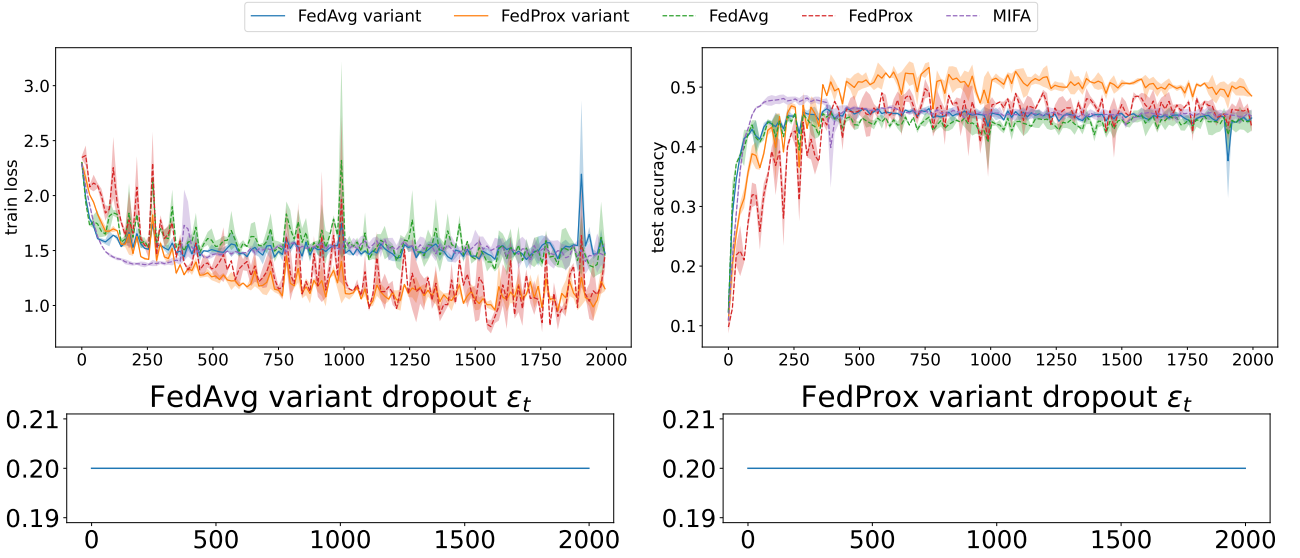 FedAvg variant FedProx variant FedAvg FedProx MIFA
train loss
3.0
2.5
2.0
1.5
1.0
0 250 500 750 1000 1250 1500 1750 2000
test accuracy
0.5
0.4
0.3
0.2
0.1
0 250 500 750 1000 1250 1500 1750 2000
FedAvg variant dropout εt
0.21
0.20
0.19
0 500 1000 1500 2000
FedProx variant dropout εt
0.21
0.20
0.19
0 500 1000 1500 2000